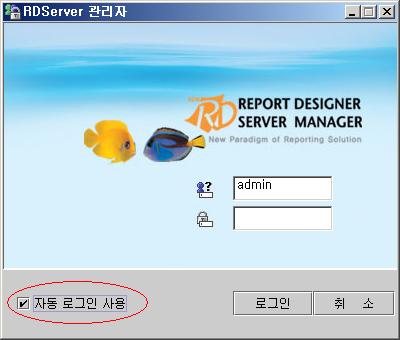 RDServer 관리자
RD REPORT DESIGNER
SERVER MANAGER
New Paradigm of Reporting Solution
admin
자동 로그인 사용
로그인
취 소